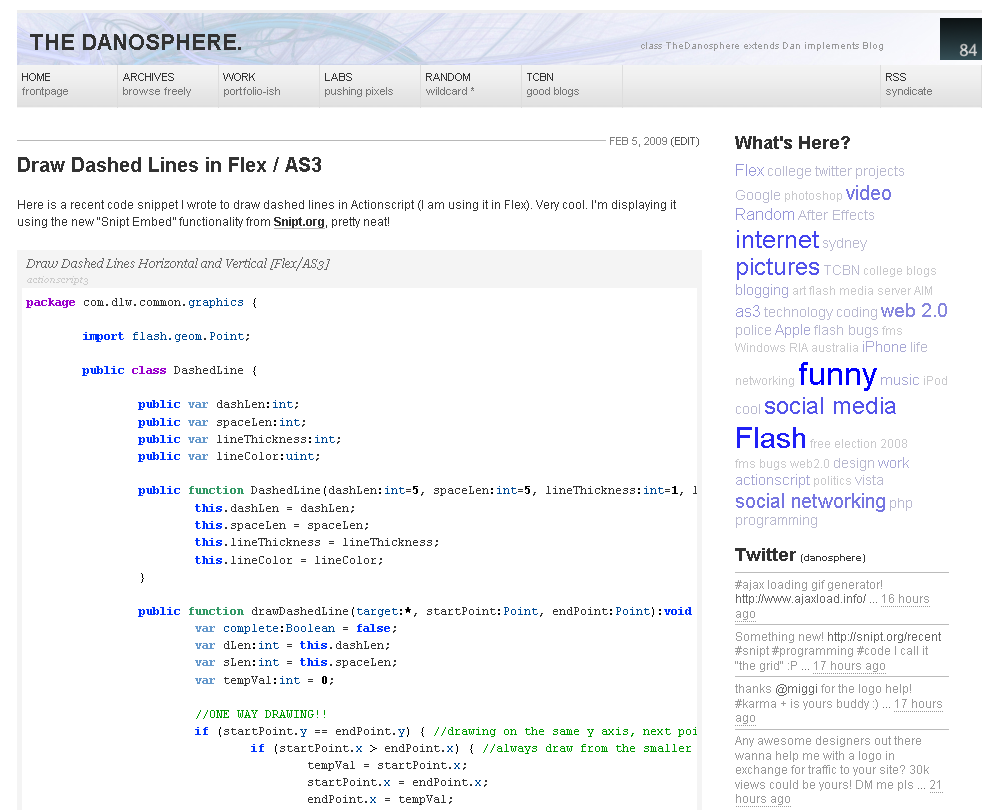 THE DANOSPHERE.
class TheDanosphere extends Dan implements Blog
84
HOME
frontpage
ARCHIVES
browse freely
WORK
portfolio-ish
LABS
pushing pixels
RANDOM
wildcard *
TCBN
good blogs
RSS
syndicate
FEB 5, 2009 (EDIT)
Draw Dashed Lines in Flex / AS3
Here is a recent code snippet I wrote to draw dashed lines in Actionscript (I am using it in Flex). Very cool. I'm displaying it
using the new "Snipt Embed" functionality from Snipt.org, pretty neat!
Draw Dashed Lines Horizontal and Vertical [Flex/AS3]
actionscript3
package com.dlw.common.graphics {
import flash.geom.Point;
public class DashedLine {
public var dashLen:int;
public var spaceLen:int;
public var lineThickness:int;
public var lineColor:uint;
public function DashedLine(dashLen:int=5, spaceLen:int=5, lineThickness:int=1, l
this.dashLen = dashLen;
this.spaceLen = spaceLen;
this.lineThickness = lineThickness;
this.lineColor = lineColor;
}
public function drawDashedLine(target:*, startPoint:Point, endPoint:Point):void
var complete:Boolean = false;
var dLen:int = this.dashLen;
var sLen:int = this.spaceLen;
var tempVal:int = 0;
//ONE WAY DRAWING!!
if (startPoint.y == endPoint.y) { //drawing on the same y axis, next poi
if (startPoint.x > endPoint.x) { //always draw from the smaller
tempVal = startPoint.x;
startPoint.x = endPoint.x;
endPoint.x = tempVal;
What's Here?
Flex college twitter projects
Google photoshop video
Random After Effects
internet sydney
pictures TCBN college blogs
blogging art flash media server AIM
as3 technology coding web 2.0
police Apple flash bugs fms
Windows RIA australia iPhone life
networking funny music iPod
cool social media
Flash free election 2008
fms bugs web2.0 design work
actionscript politics vista
social networking php
programming
Twitter (danosphere)
#ajax loading gif generator!
http://www.ajaxload.info/ ... 16 hours
ago
Something new! http://snipt.org/recent
#snipt #programming #code I call it
"the grid" :P ... 17 hours ago
thanks @miggi for the logo help!
#karma + is yours buddy :) ... 17 hours
ago
Any awesome designers out there
wanna help me with a logo in
exchange for traffic to your site? 30k
views could be yours! DM me pls ... 21
hours ago